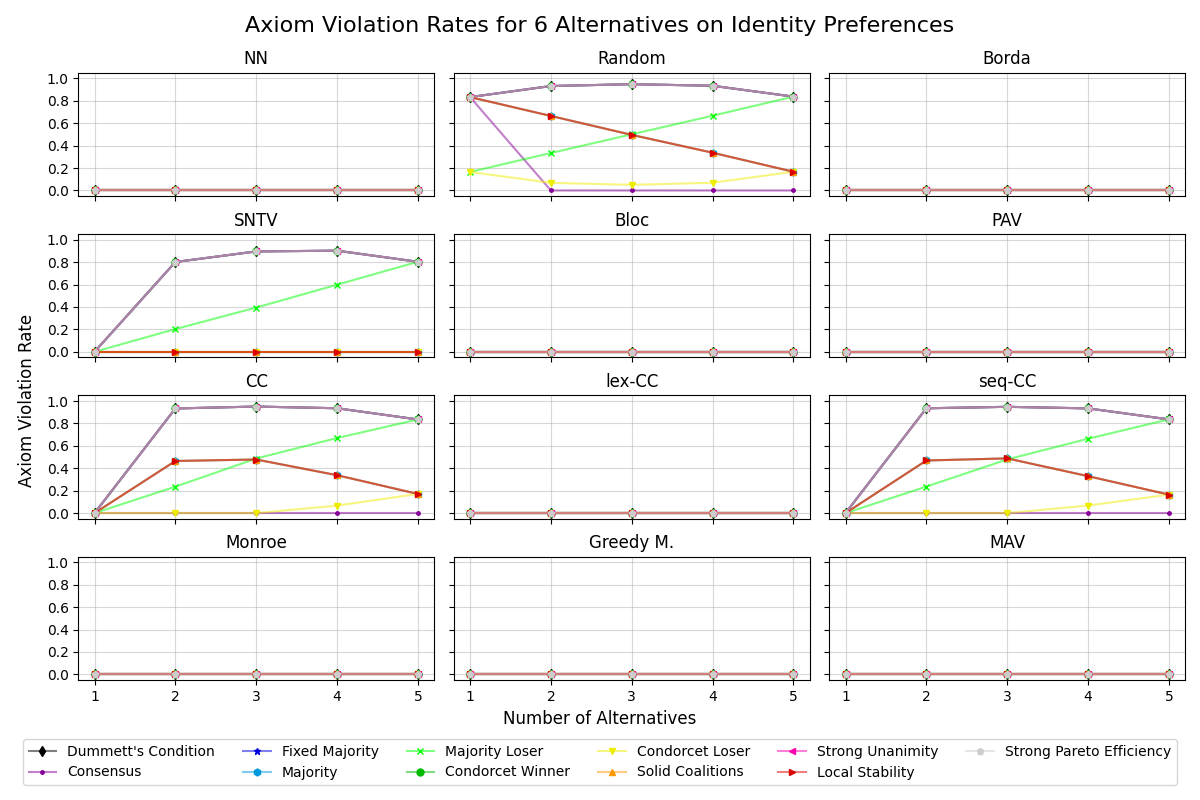 Axiom Violation Rates for 6 Alternatives on Identity Preferences
NN
Random
Borda
1.0
0.8
0.6
0.4
0.2
0.0
SNTV
Bloc
PAV
1.0
0.8
0.6
0.4
0.2
0.0
Axiom Violation Rate
CC
lex-CC
seq-CC
1.0
0.8
0.6
0.4
0.2
0.0
Monroe
Greedy M.
MAV
1.0
0.8
0.6
0.4
0.2
0.0
1 2 3 4 5
1 2 3 4 5
1 2 3 4 5
Number of Alternatives
Dummett's Condition
Consensus
Fixed Majority
Majority
Majority Loser
Condorcet Winner
Condorcet Loser
Solid Coalitions
Strong Unanimity
Local Stability
Strong Pareto Efficiency